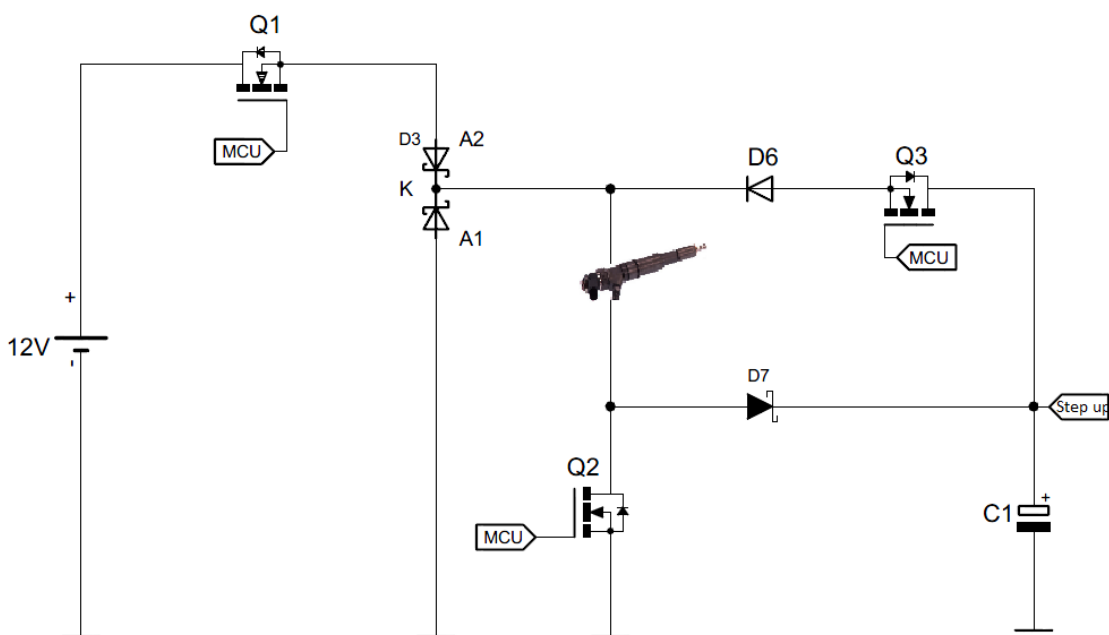 Q1
MCU
D3
A2
K
A1
D6
Q3
MCU
+
12V
-
D7
Step up
Q2
MCU
C1
+